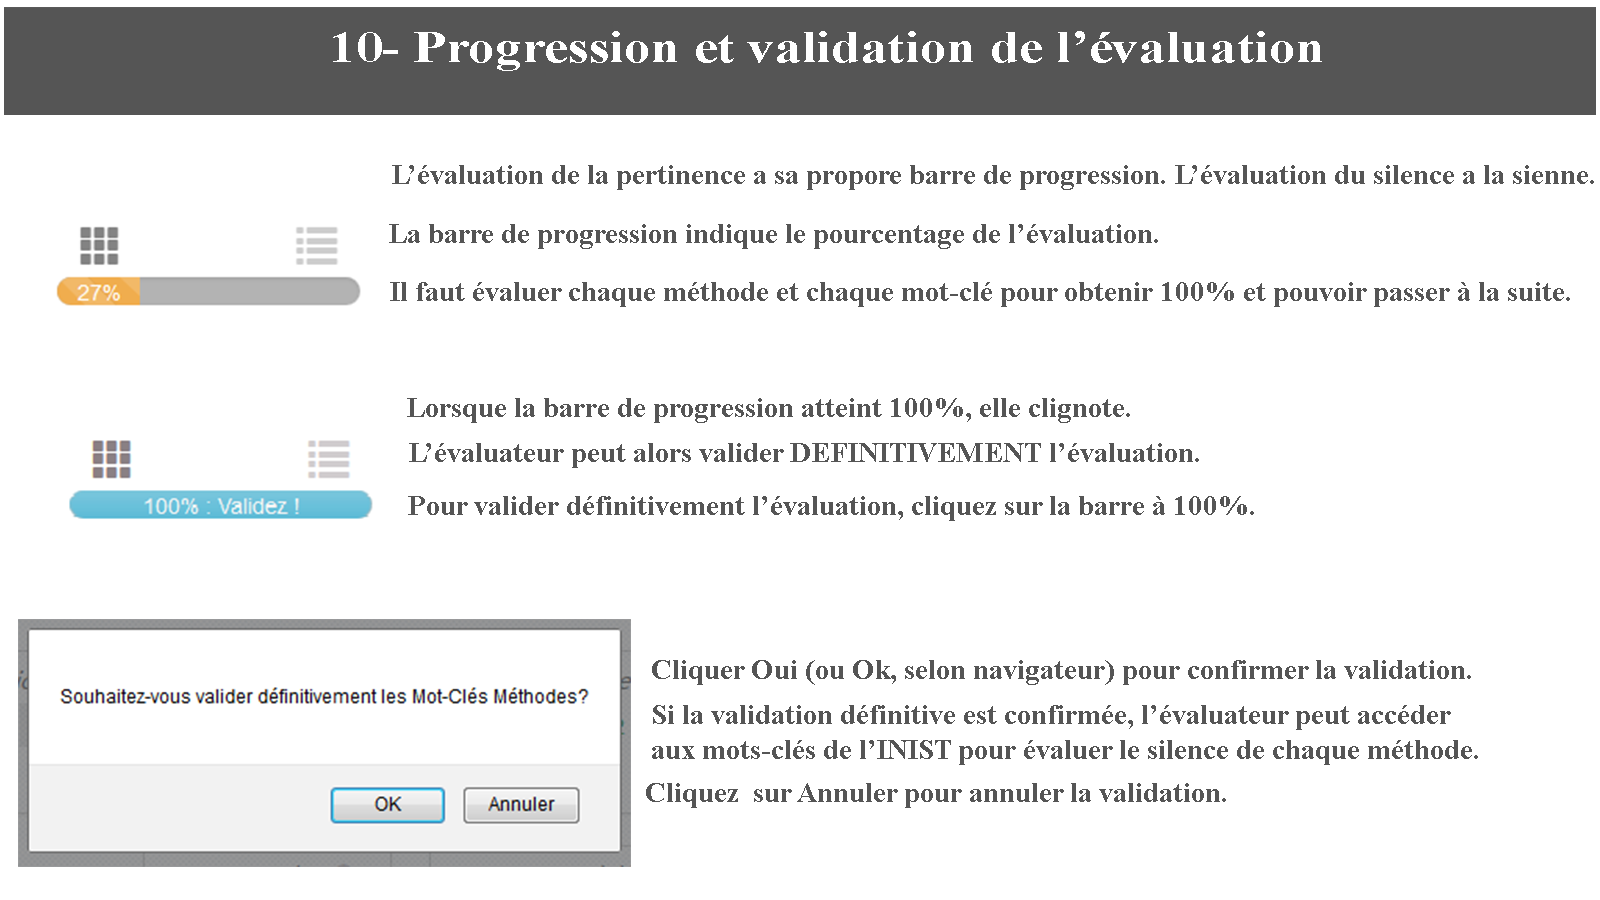 10- Progression et validation de l’évaluation
L’évaluation de la pertinence a sa propore barre de progression. L’évaluation du silence a la sienne.
La barre de progression indique le pourcentage de l’évaluation.
27%
Il faut évaluer chaque méthode et chaque mot-clé pour obtenir 100% et pouvoir passer à la suite.
Lorsque la barre de progression atteint 100%, elle clignote.
L’évaluateur peut alors valider DEFINITIVEMENT l’évaluation.
100% : Validez !
Pour valider définitivement l’évaluation, cliquez sur la barre à 100%.
Souhaitez-vous valider définitivement les Mot-Clés Méthodes?
OK
Annuler
Cliquer Oui (ou Ok, selon navigateur) pour confirmer la validation.
Si la validation définitive est confirmée, l’évaluateur peut accéder
aux mots-clés de l’INIST pour évaluer le silence de chaque méthode.
Cliquez  sur Annuler pour annuler la validation.